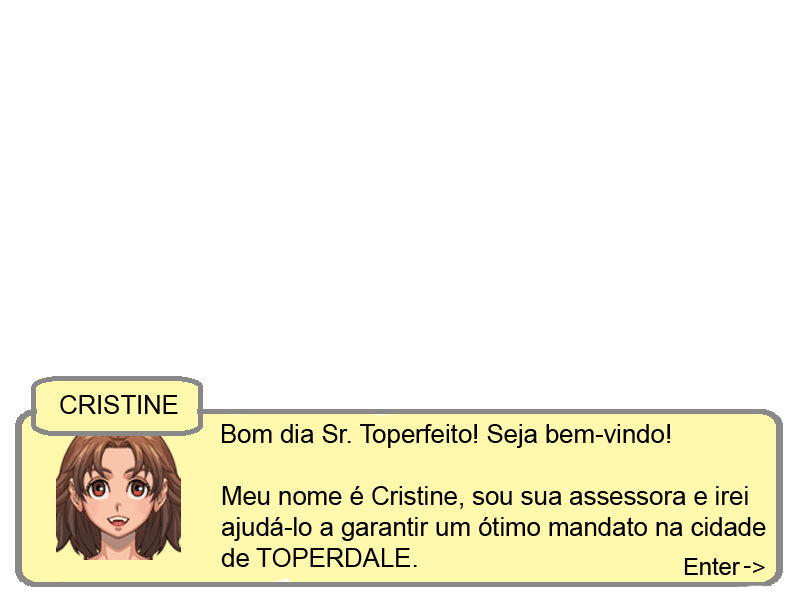 CRISTINE
Bom dia Sr. Toperfeito! Seja bem-vindo!
Meu nome é Cristine, sou sua assessora e irei
ajudá-lo a garantir um ótimo mandato na cidade
de TOPERDALE.
Enter->